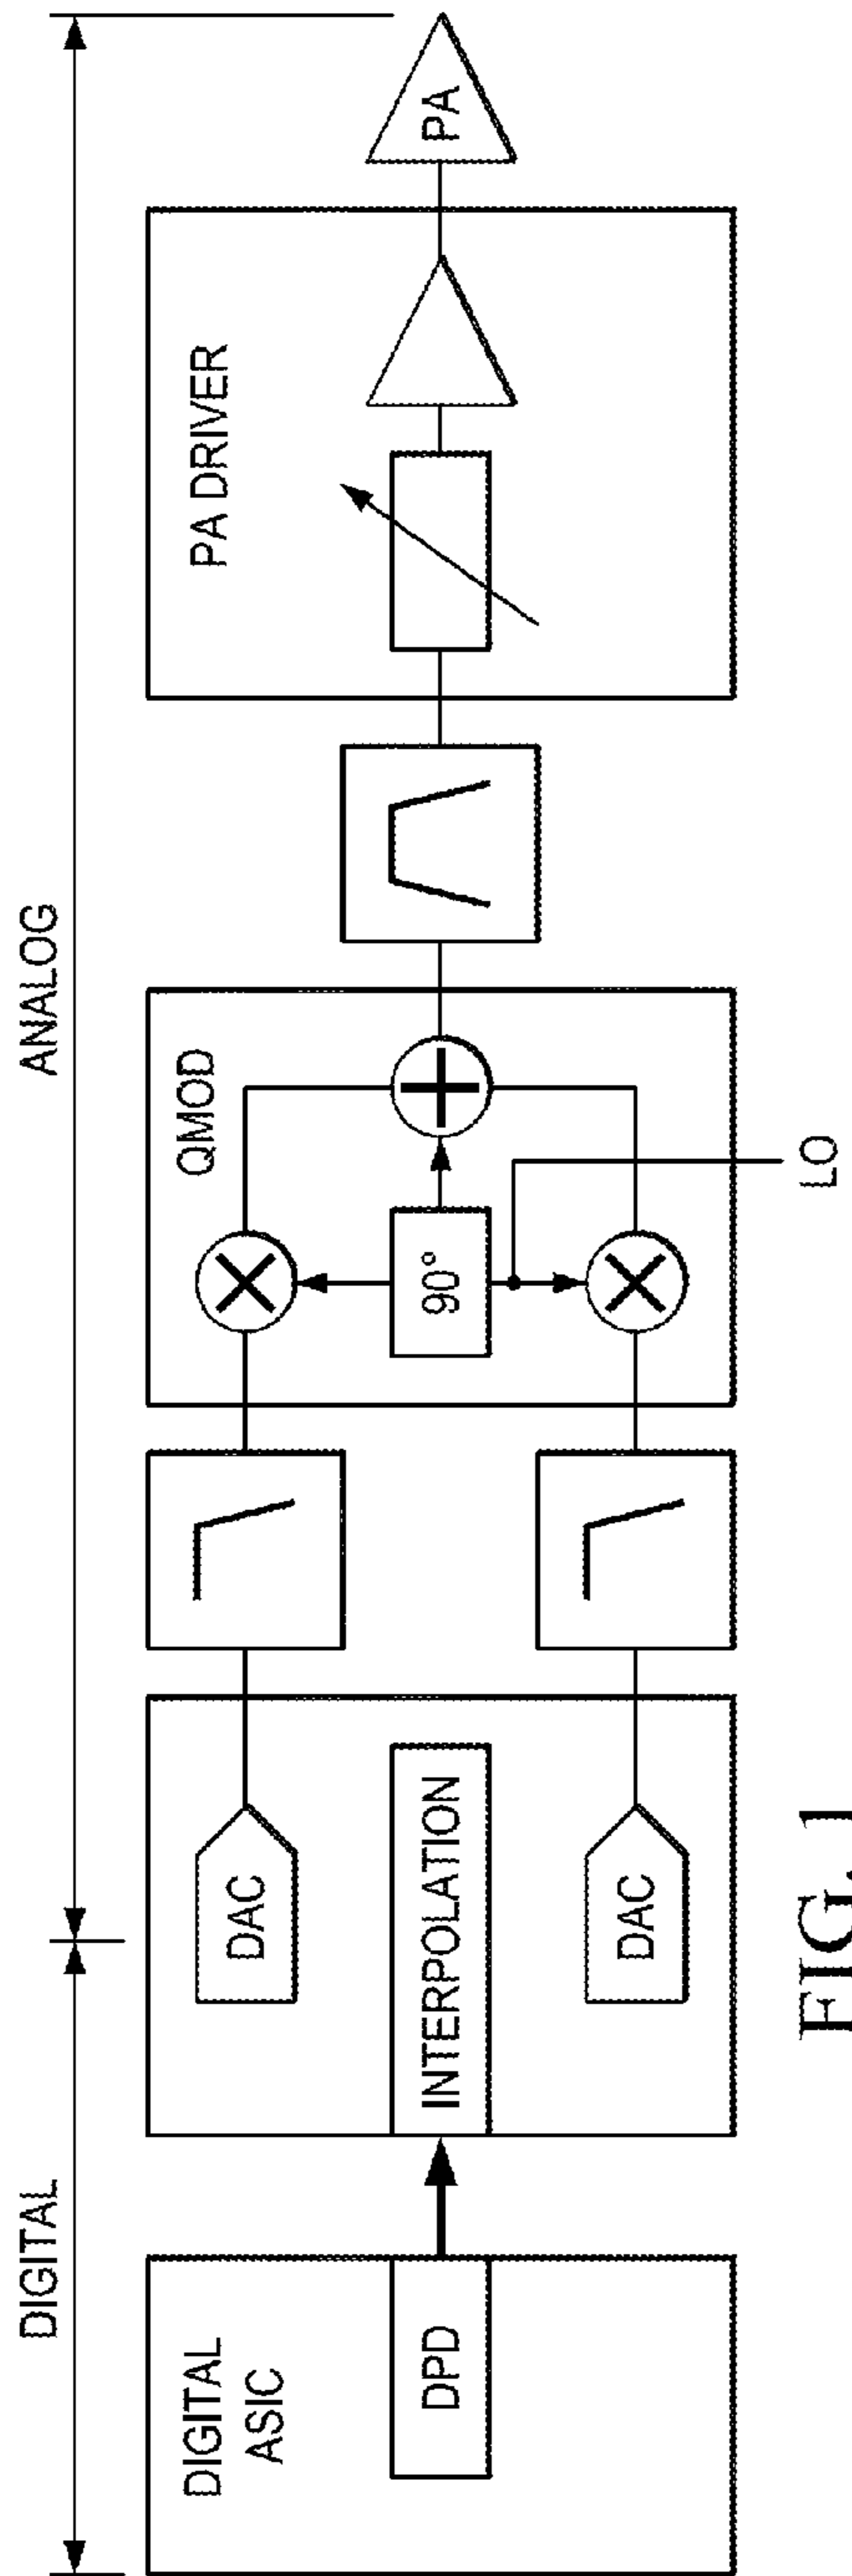 DIGITAL
ANALOG
DIGITAL
ASIC
DPD
DAC
INTERPOLATION
DAC
QMOD
90°
LO
PA DRIVER
PA
FIG. 1